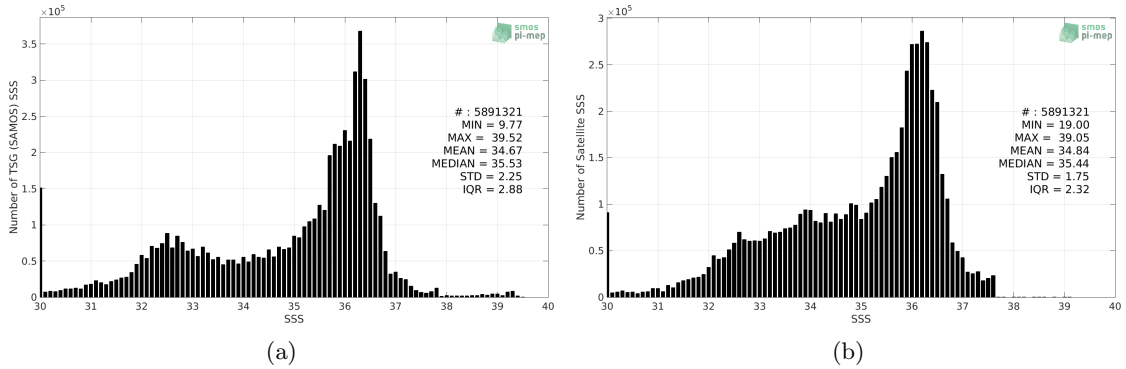 ×10⁵
smos
pi-mep
3.5
3
2.5
2
1.5
1
0.5
0
Number of TSG (SAMOS) SSS
# : 5891321
MIN = 9.77
MAX = 39.52
MEAN = 34.67
MEDIAN = 35.53
STD = 2.25
IQR = 2.88
30 31 32 33 34 35 36 37 38 39 40
SSS
(a)
×10⁵
smos
pi-mep
3
2.5
2
1.5
1
0.5
0
Number of Satellite SSS
# : 5891321
MIN = 19.00
MAX = 39.05
MEAN = 34.84
MEDIAN = 35.44
STD = 1.75
IQR = 2.32
30 31 32 33 34 35 36 37 38 39 40
SSS
(b)